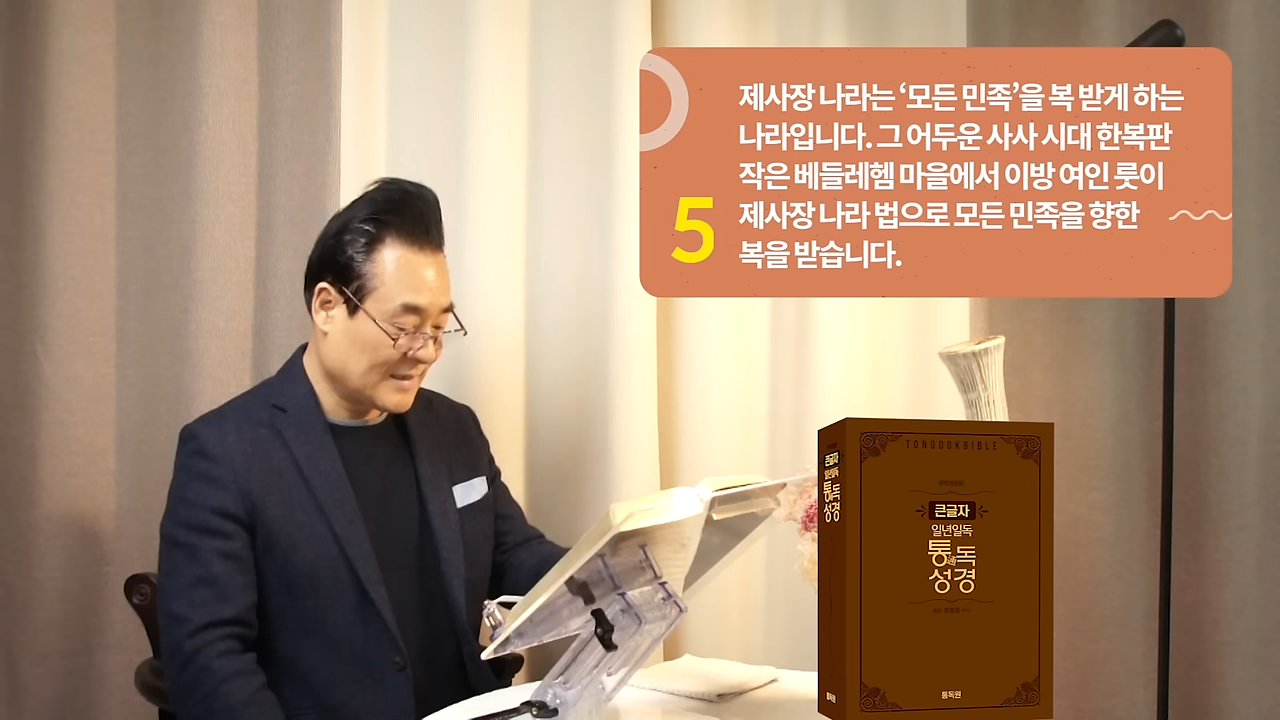 제사장 나라는 ‘모든 민족’을 복 받게 하는
나라입니다. 그 어두운 사사 시대 한복판
작은 베들레헴 마을에서 이방 여인 룻이
5 제사장 나라 법으로 모든 민족을 향한
복을 받습니다.
TONGDOKBIBLE
큰글자
일년일독
통독
성경
통독원
큰글자
일년일독
통독
성경
통독원